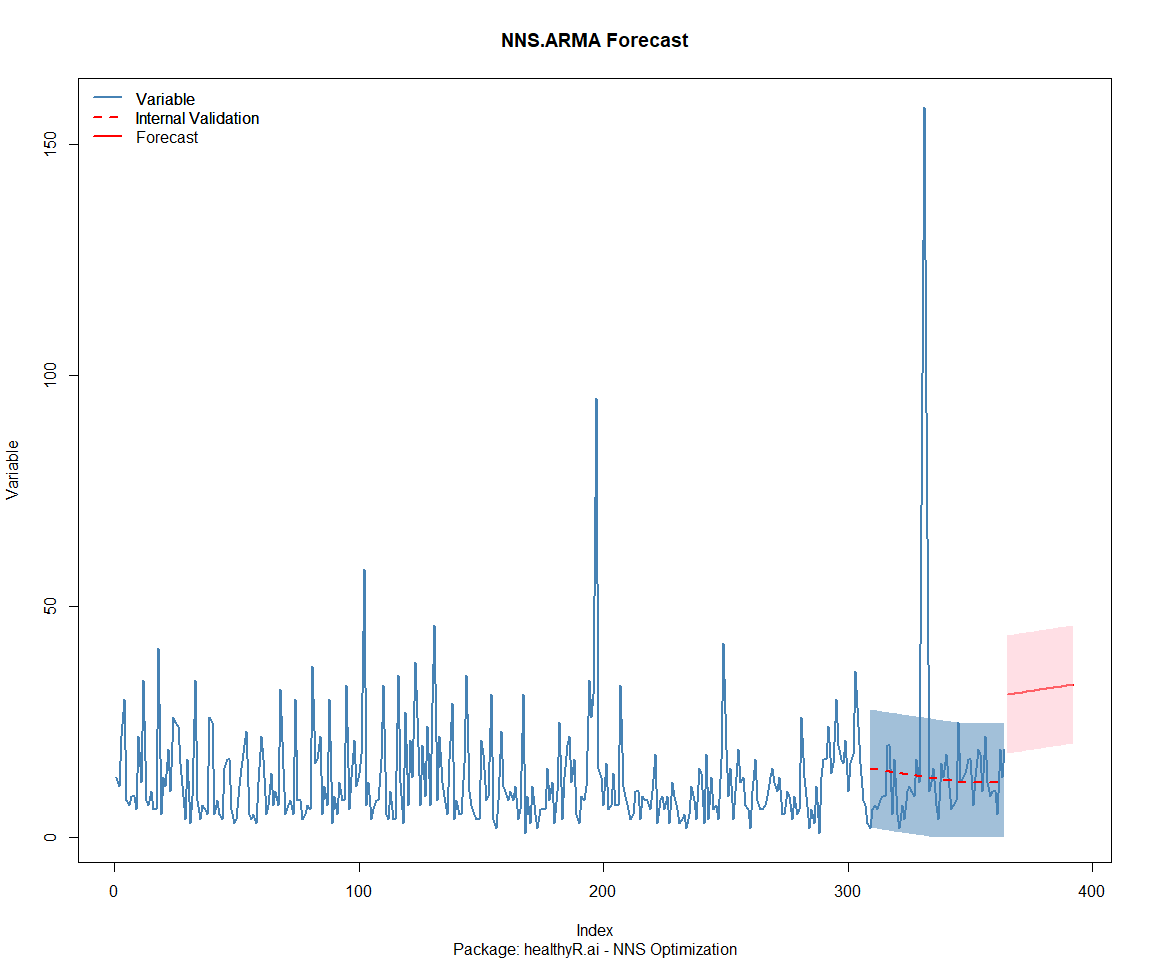 NNS.ARMA Forecast
Variable
Internal Validation
Forecast
150
100
50
0
Variable
0
100
200
300
400
Index
Package: healthyR.ai - NNS Optimization